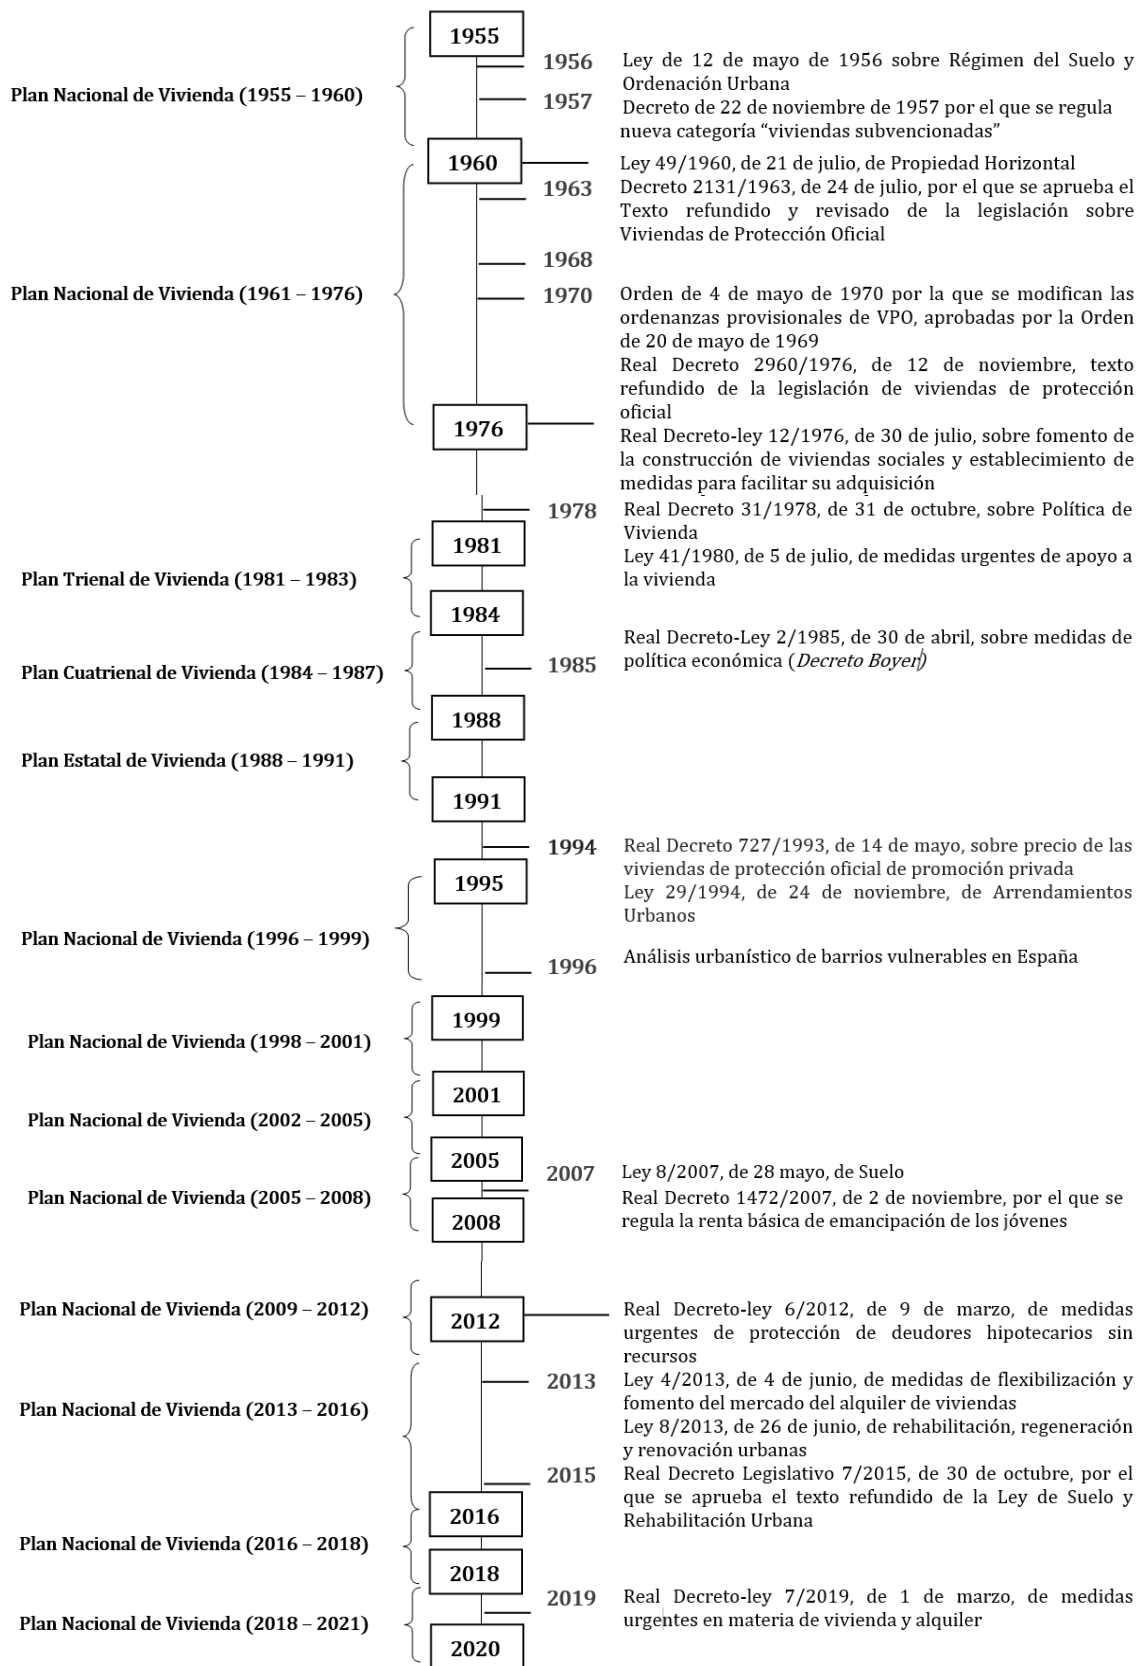 1955
1956
Ley de 12 de mayo de 1956 sobre Régimen del Suelo y
Ordenación Urbana
Plan Nacional de Vivienda (1955 – 1960)
1957
Decreto de 22 de noviembre de 1957 por el que se regula
nueva categoría “viviendas subvencionadas”
1960
Ley 49/1960, de 21 de julio, de Propiedad Horizontal
1963
Decreto 2131/1963, de 24 de julio, por el que se aprueba el
Texto refundido y revisado de la legislación sobre
Viviendas de Protección Oficial
1968
Plan Nacional de Vivienda (1961 – 1976)
1970
Orden de 4 de mayo de 1970 por la que se modifican las
ordenanzas provisionales de VPO, aprobadas por la Orden
de 20 de mayo de 1969
Real Decreto 2960/1976, de 12 de noviembre, texto
refundido de la legislación de viviendas de protección
oficial
1976
Real Decreto-ley 12/1976, de 30 de julio, sobre fomento de
la construcción de viviendas sociales y establecimiento de
medidas para facilitar su adquisición
1978
Real Decreto 31/1978, de 31 de octubre, sobre Política de
Vivienda
1981
Ley 41/1980, de 5 de julio, de medidas urgentes de apoyo a
la vivienda
Plan Trienal de Vivienda (1981 – 1983)
1984
Real Decreto-Ley 2/1985, de 30 de abril, sobre medidas de
política económica (Decreto Boyer)
1985
Plan Cuatrienal de Vivienda (1984 – 1987)
1988
Plan Estatal de Vivienda (1988 – 1991)
1991
1994
Real Decreto 727/1993, de 14 de mayo, sobre precio de las
viviendas de protección oficial de promoción privada
1995
Ley 29/1994, de 24 de noviembre, de Arrendamientos
Urbanos
Plan Nacional de Vivienda (1996 – 1999)
1996
Análisis urbanístico de barrios vulnerables en España
1999
Plan Nacional de Vivienda (1998 – 2001)
2001
Plan Nacional de Vivienda (2002 – 2005)
2005
2007
Ley 8/2007, de 28 mayo, de Suelo
Plan Nacional de Vivienda (2005 – 2008)
Real Decreto 1472/2007, de 2 de noviembre, por el que se
regula la renta básica de emancipación de los jóvenes
2008
Plan Nacional de Vivienda (2009 – 2012)
2012
Real Decreto-ley 6/2012, de 9 de marzo, de medidas
urgentes de protección de deudores hipotecarios sin
recursos
2013
Ley 4/2013, de 4 de junio, de medidas de flexibilización y
fomento del mercado del alquiler de viviendas
Plan Nacional de Vivienda (2013 – 2016)
Ley 8/2013, de 26 de junio, de rehabilitación, regeneración
y renovación urbanas
2015
Real Decreto Legislativo 7/2015, de 30 de octubre, por el
que se aprueba el texto refundido de la Ley de Suelo y
Rehabilitación Urbana
2016
Plan Nacional de Vivienda (2016 – 2018)
2018
2019
Real Decreto-ley 7/2019, de 1 de marzo, de medidas
urgentes en materia de vivienda y alquiler
Plan Nacional de Vivienda (2018 – 2021)
2020